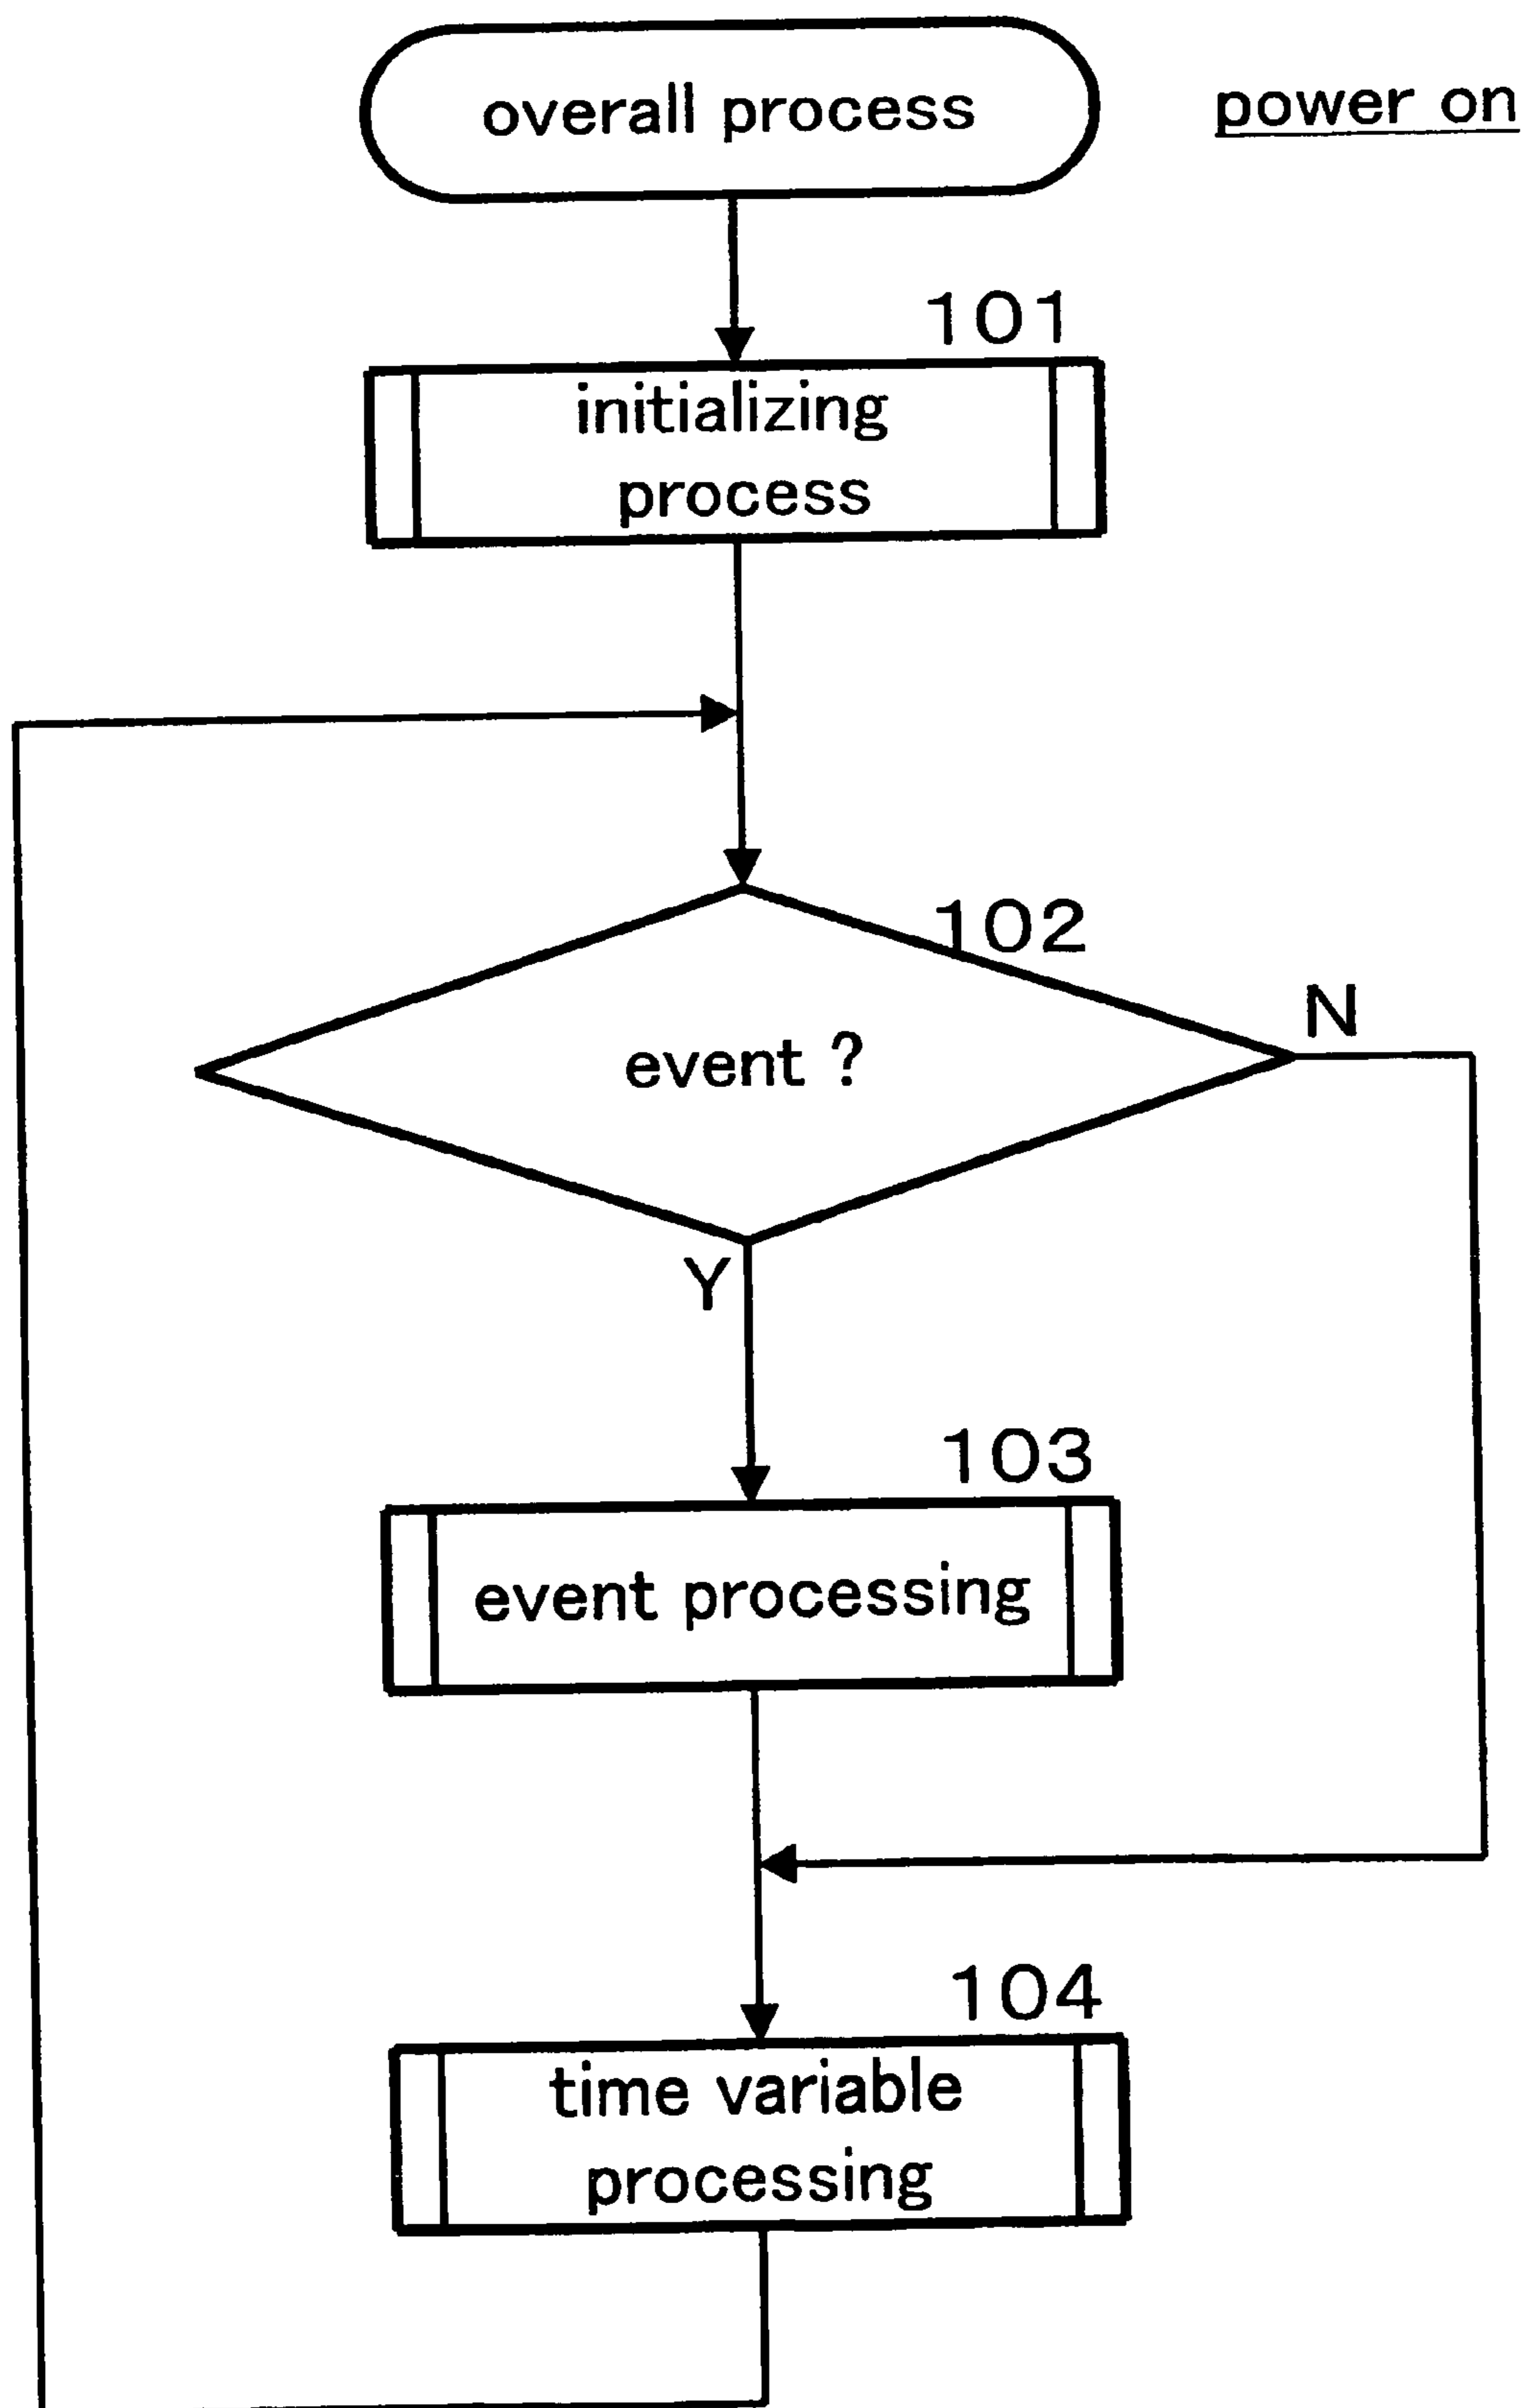 overall process
power on
101
initializing
process
102
event ?
N
Y
103
event processing
104
time variable
processing